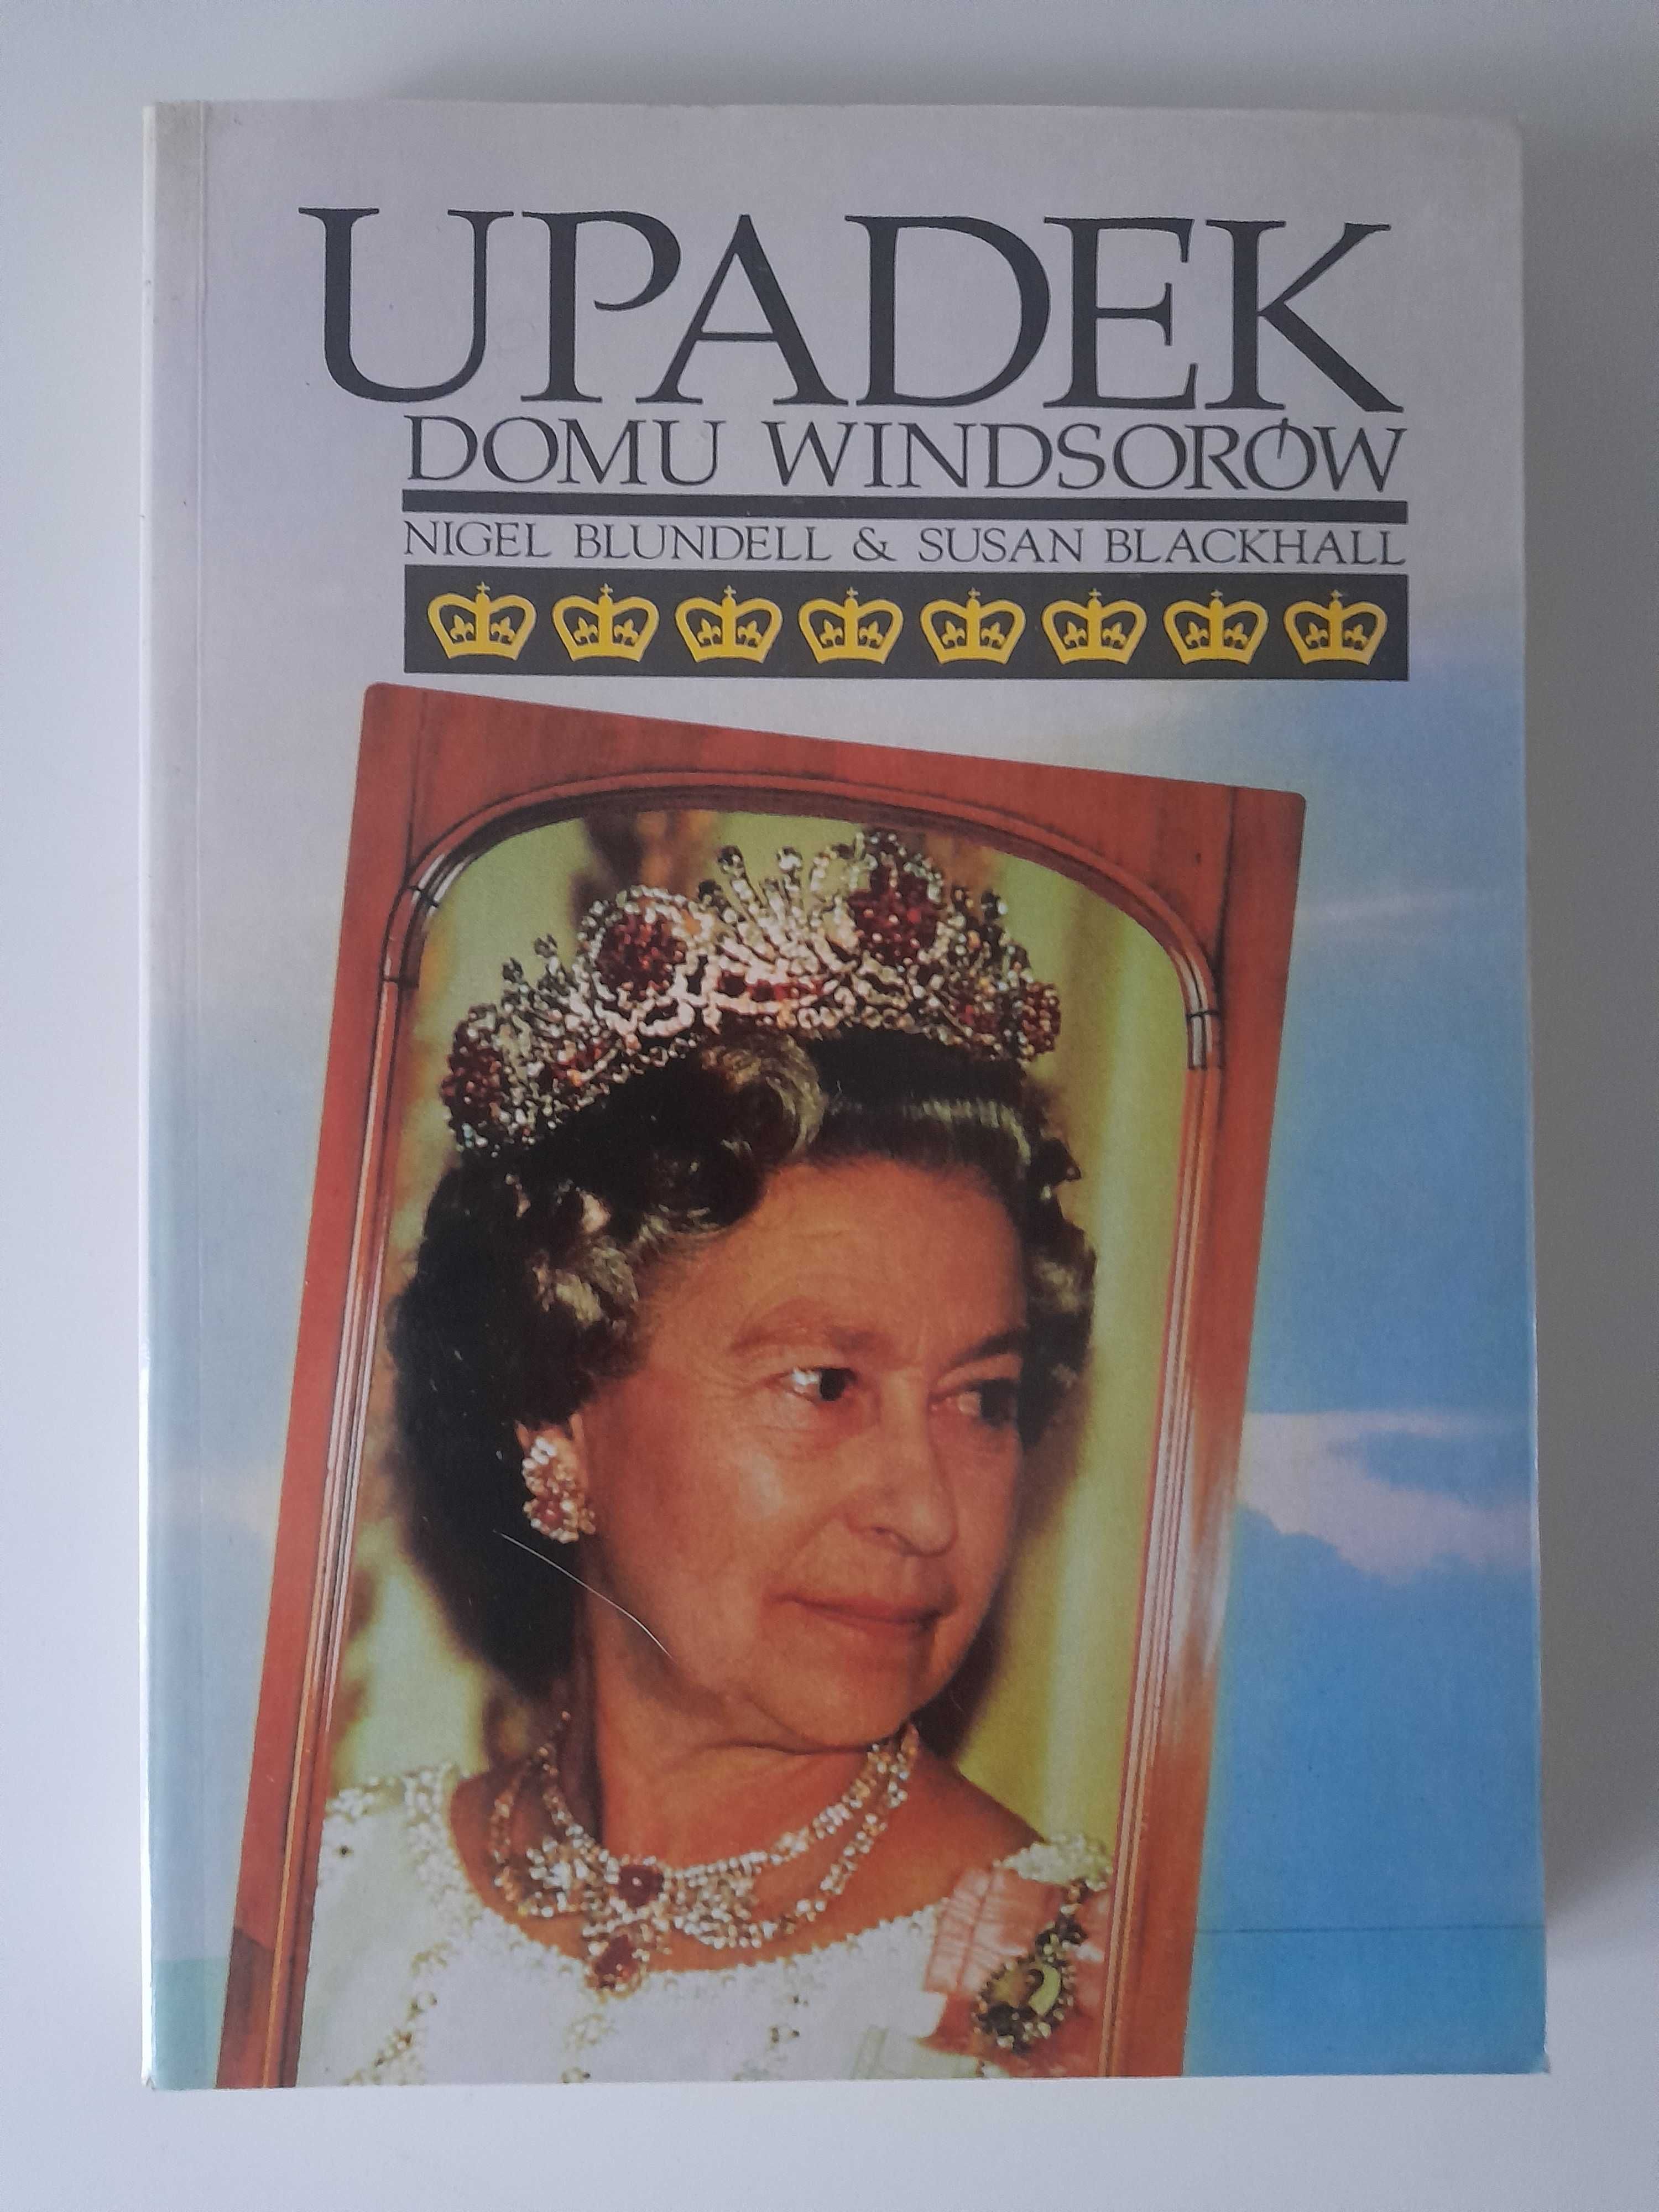 UPADEK
DOMU WINDSORÓW
NIGEL BLUNDELL & SUSAN BLACKHALL